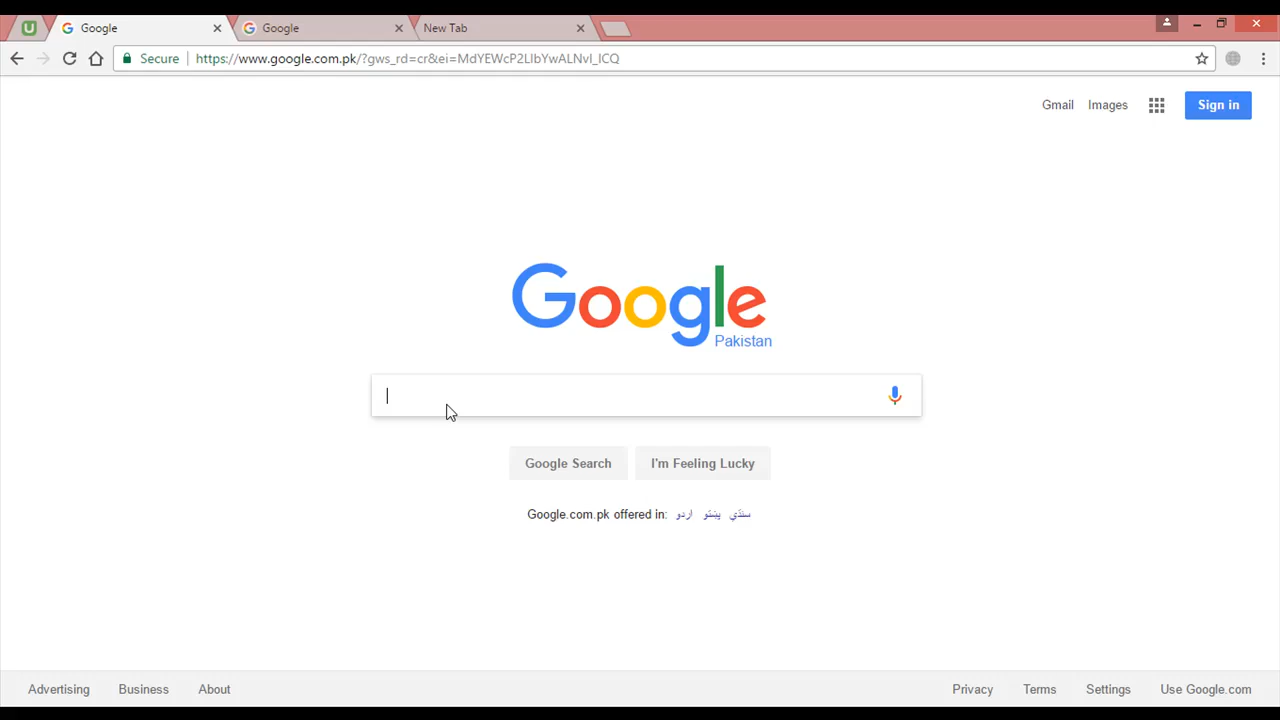 Google
Google
New Tab
Secure
https://www.google.com.pk/?gws_rd=cr&ei=MdYEWcP2LIbYwALNvI_ICQ
Gmail
Images
Sign in
Google
Pakistan
Google Search
I'm Feeling Lucky
Google.com.pk offered in: اردو پښتو سنڌي
Advertising
Business
About
Privacy
Terms
Settings
Use Google.com